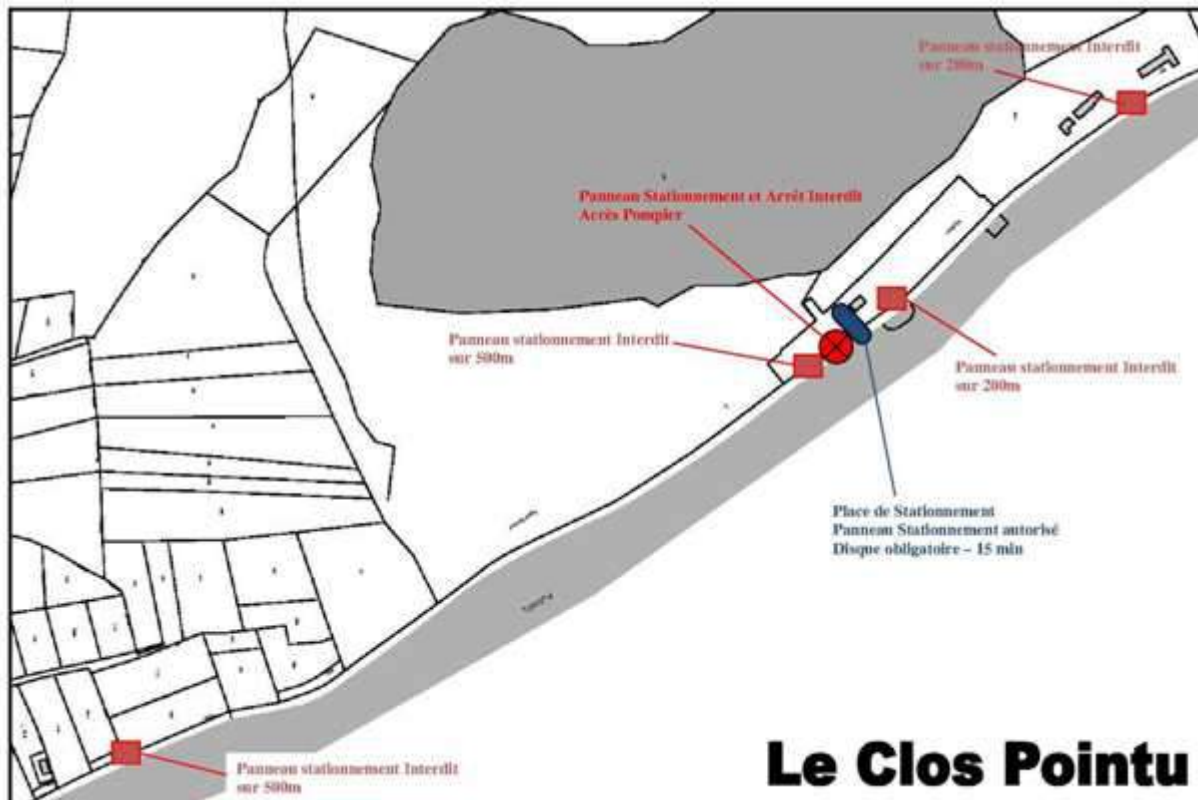 Panneau stationnement Interdit
sur 200m
Panneau Stationnement et Arrêt Interdit
Accès Pompier
Panneau stationnement Interdit
sur 500m
Panneau stationnement Interdit
sur 200m
Place de Stationnement
Panneau Stationnement autorisé
Disque obligatoire – 15 min
Panneau stationnement Interdit
sur 500m
Le Clos Pointu